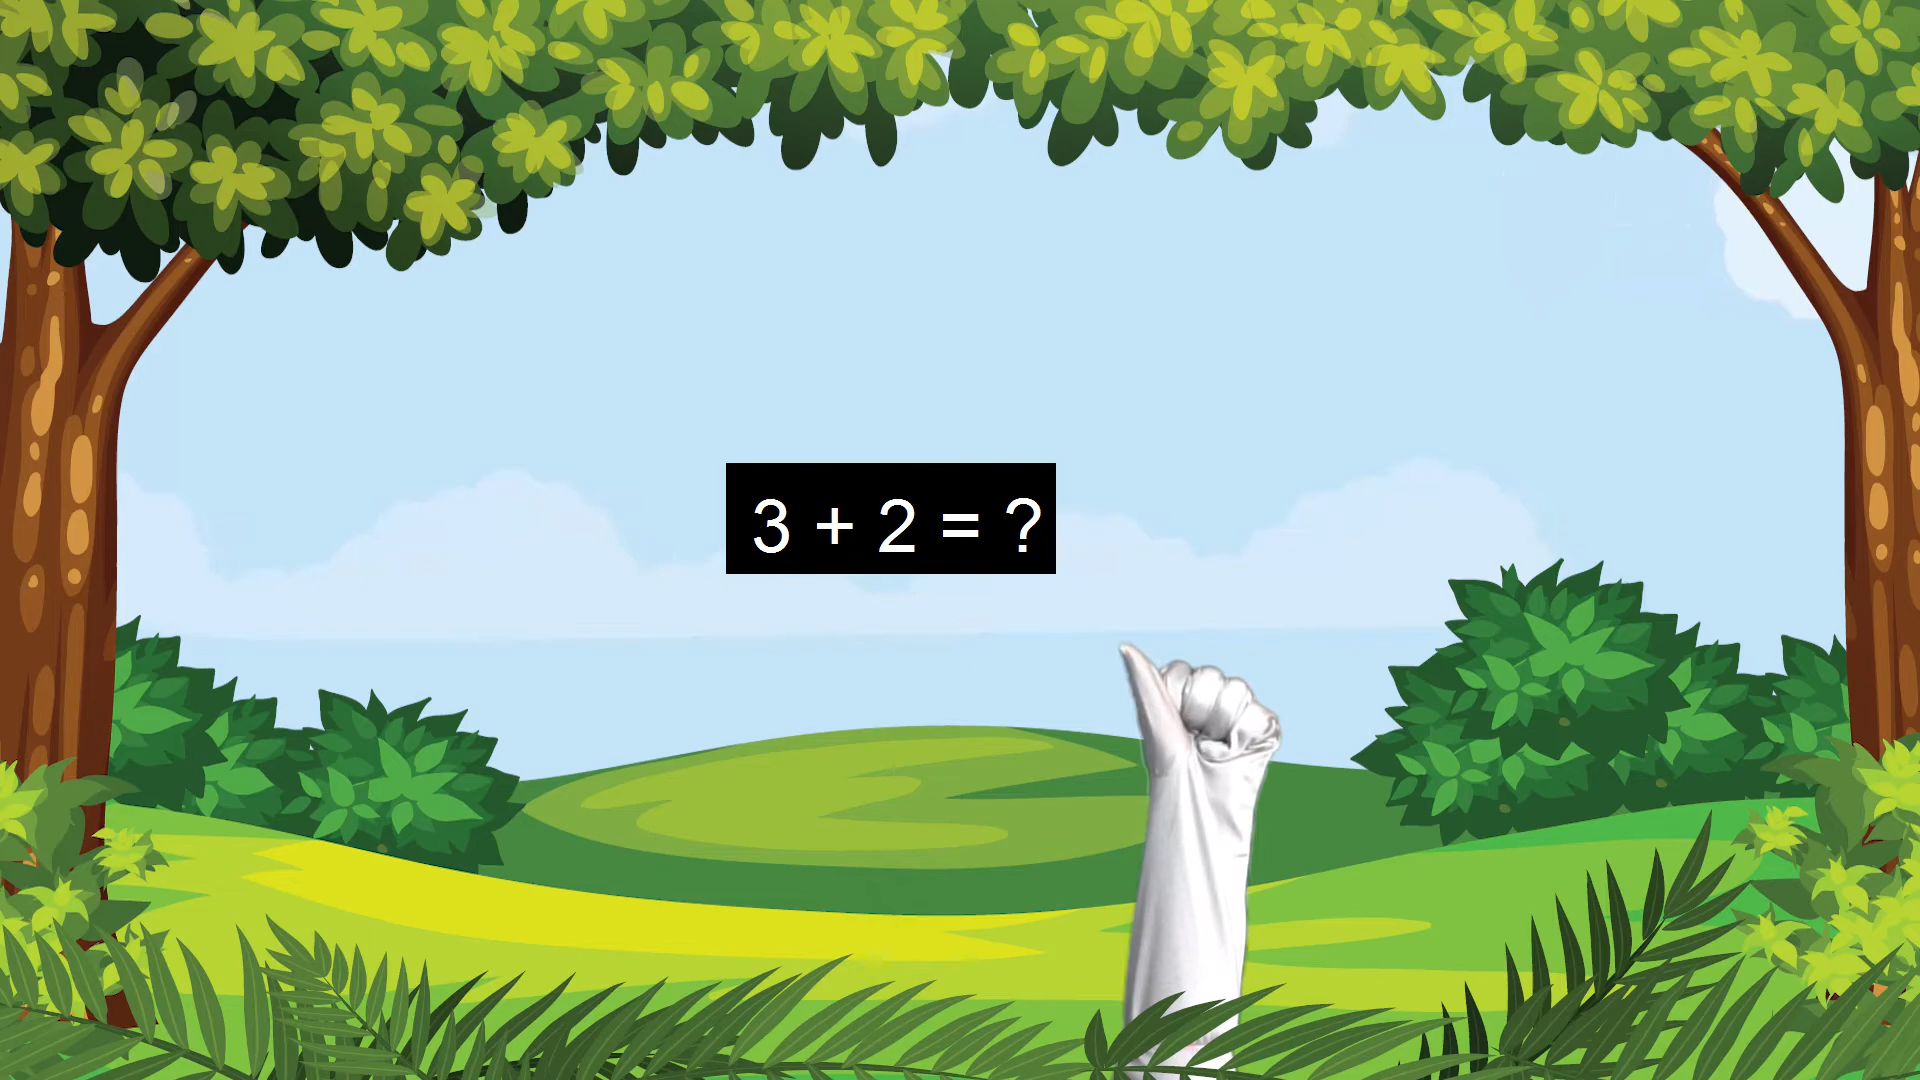 3 + 2 = ?